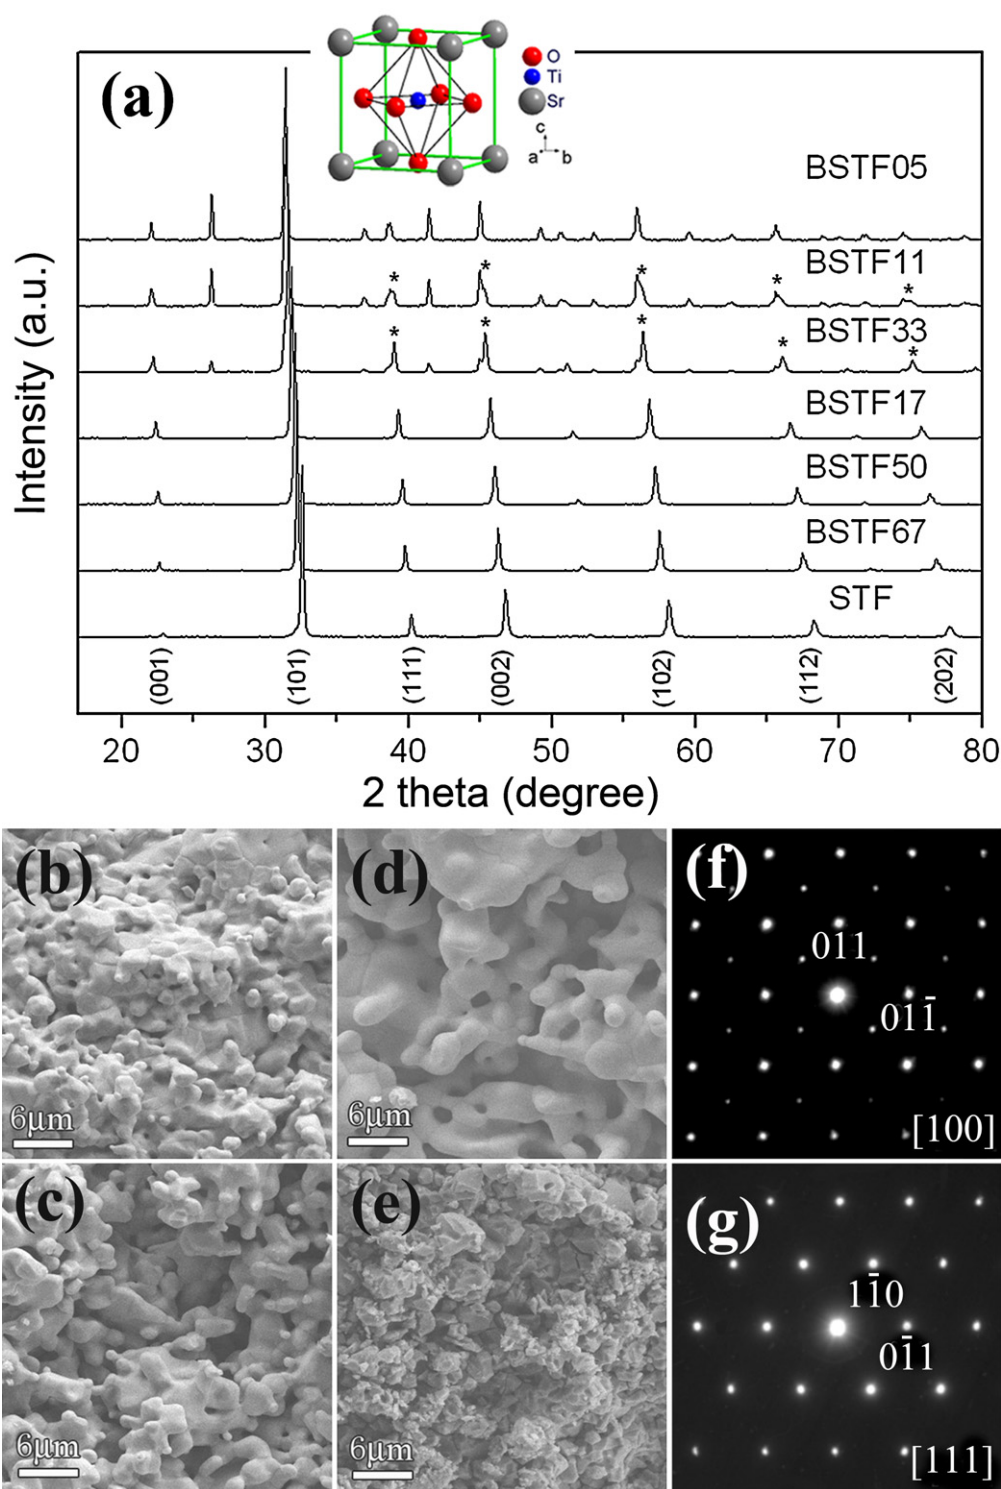 (a)
O
Ti
Sr
c
a
b
Intensity (a.u.)
BSTF05
BSTF11
* * * * *
BSTF33
* * * * *
BSTF17
BSTF50
BSTF67
STF
(001) (101) (111) (002) (102) (112) (202)
20 30 40 50 60 70 80
2 theta (degree)
(b)
6μm
(d)
6μm
(f)
011
011̅
[100]
(c)
6μm
(e)
6μm
(g)
11̅0
01̅1
[111]